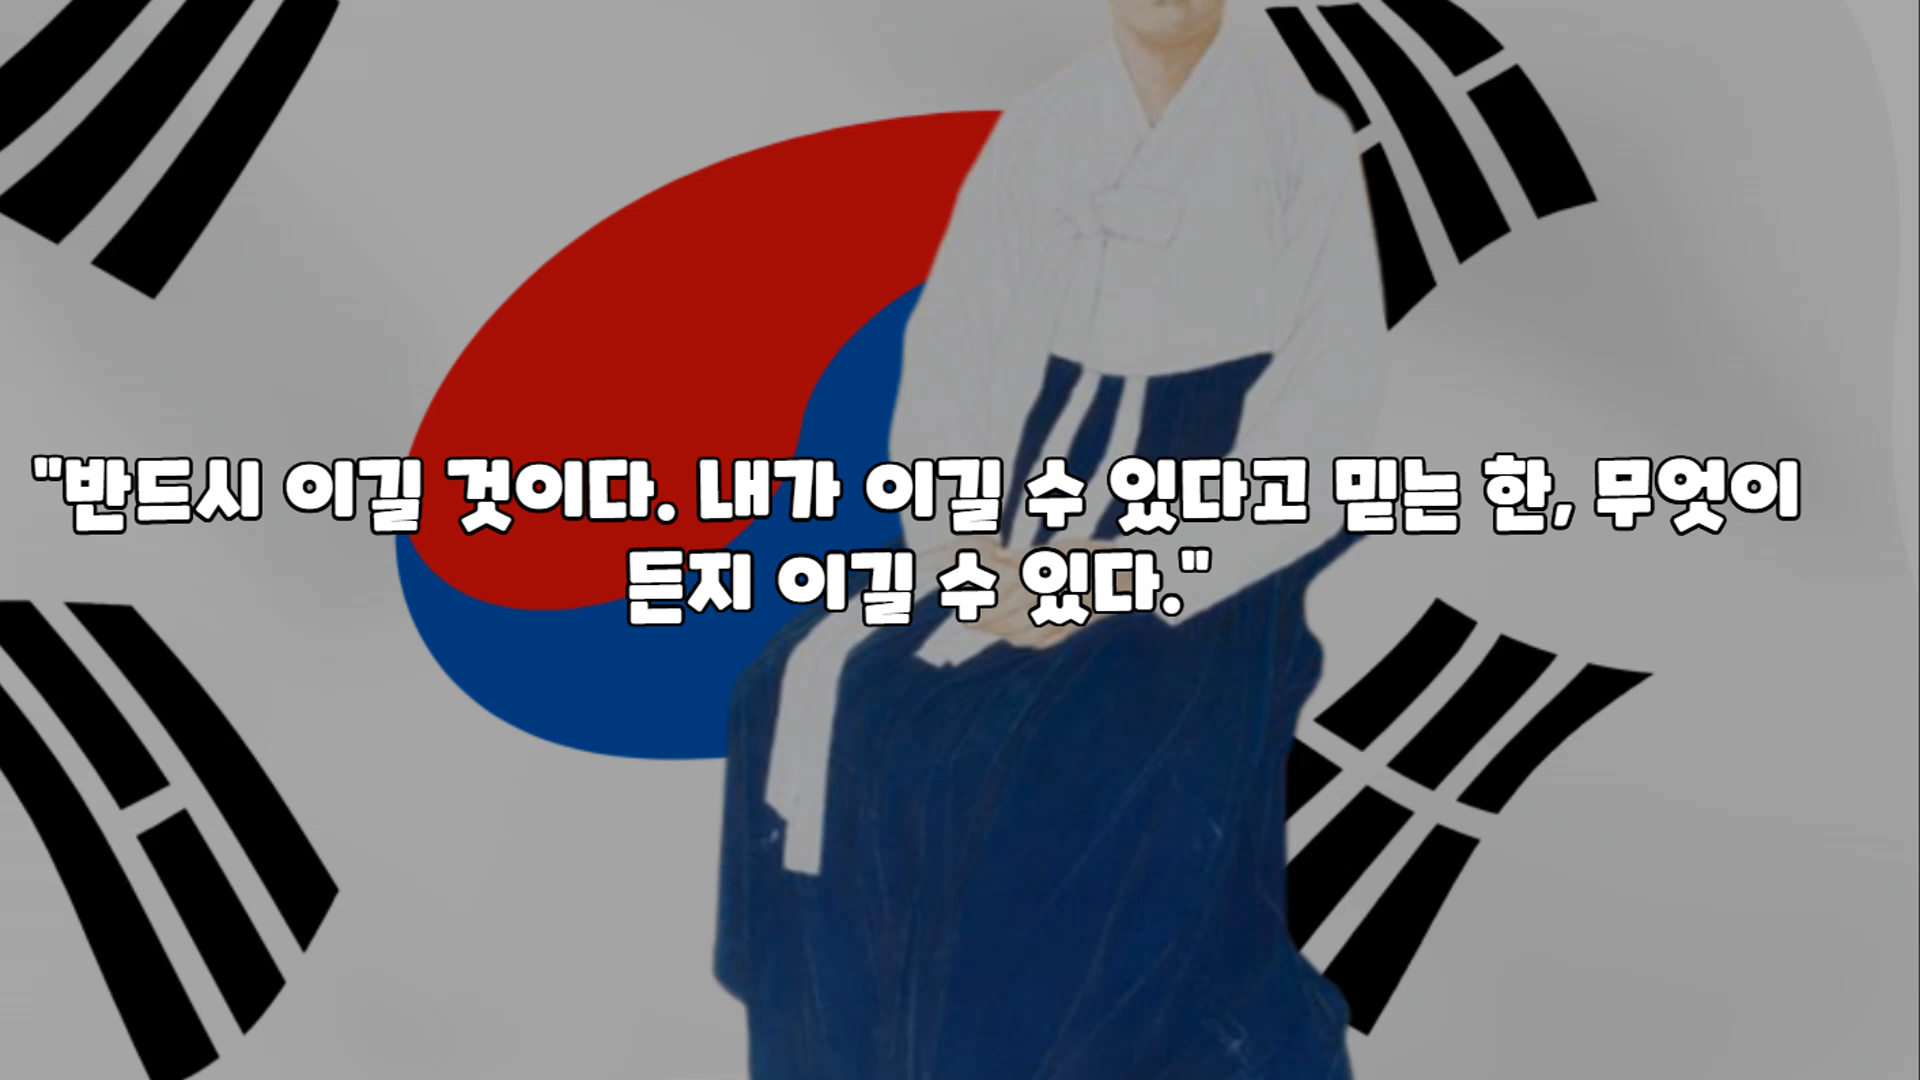 "반드시 이길 것이다. 내가 이길 수 있다고 믿는 한, 무엇이
든지 이길 수 있다."